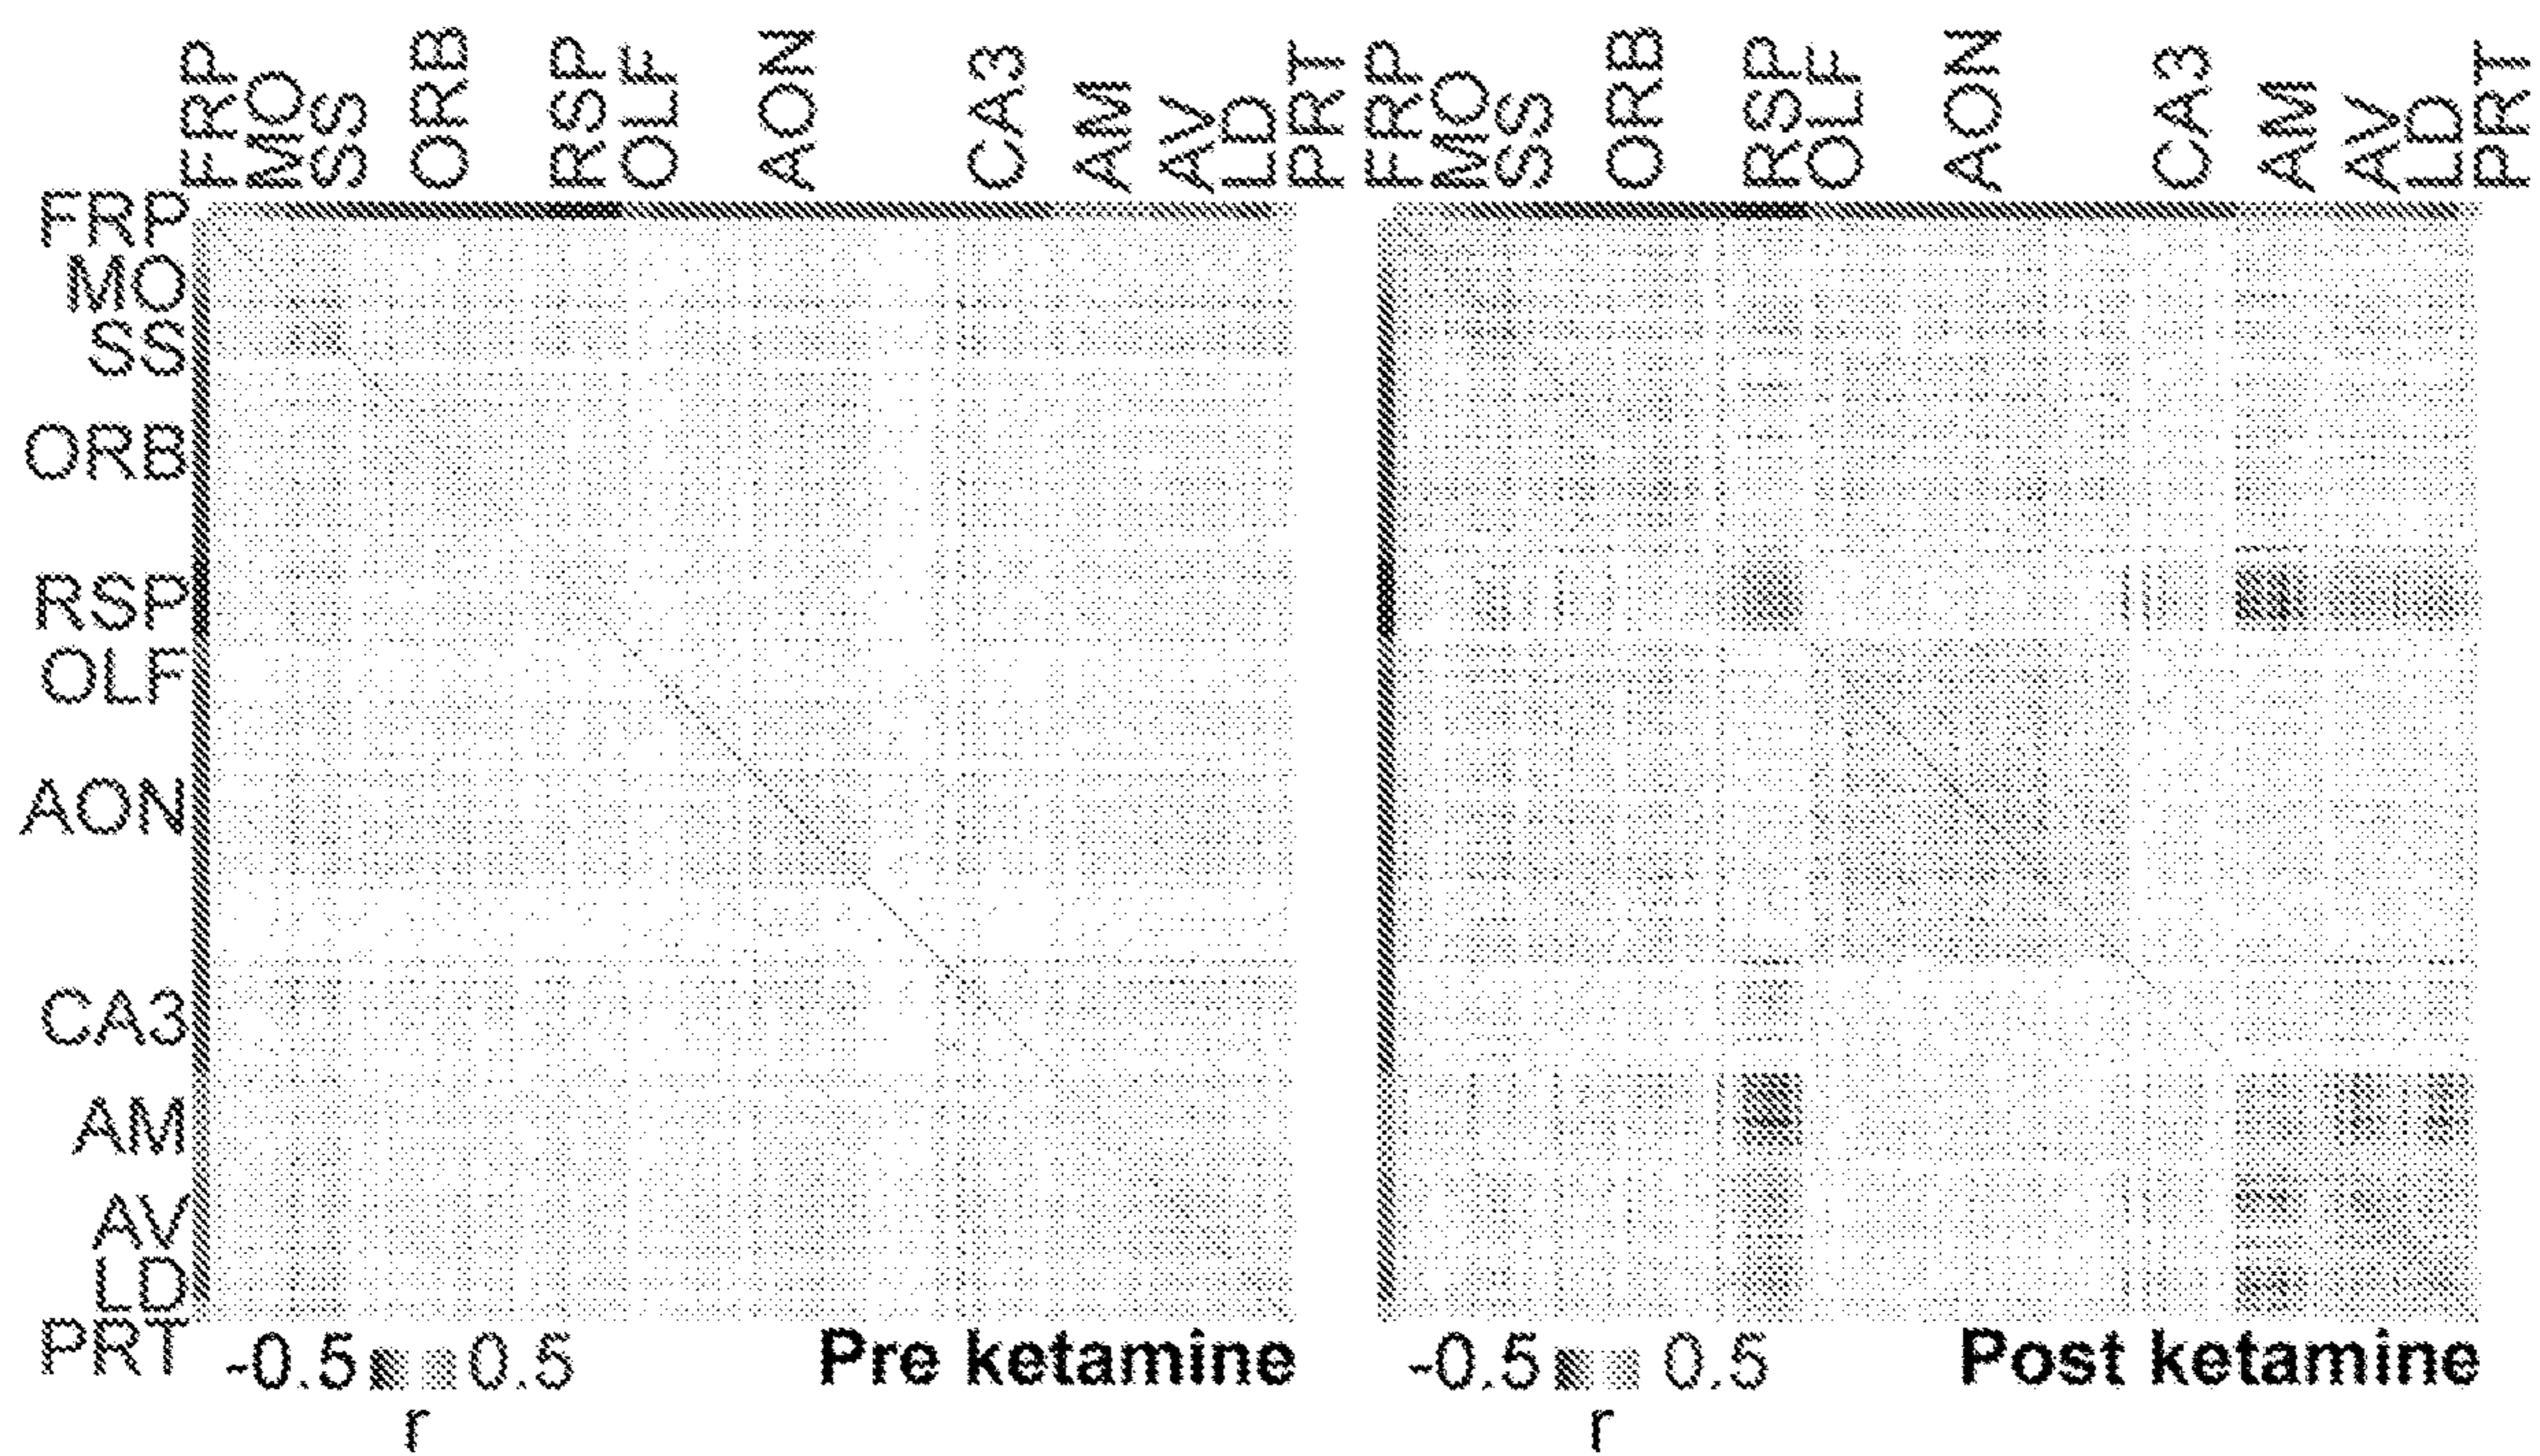 FRP MO SS ORB RSP OLF AON CA3 AM AV LD PRT FRP MO SS ORB RSP OLF AON CA3 AM AV LD PRT
FRP
MO
SS
ORB
RSP
OLF
AON
CA3
AM
AV
LD
PRT
-0.5 0.5 Pre ketamine -0.5 0.5 Post ketamine
r r